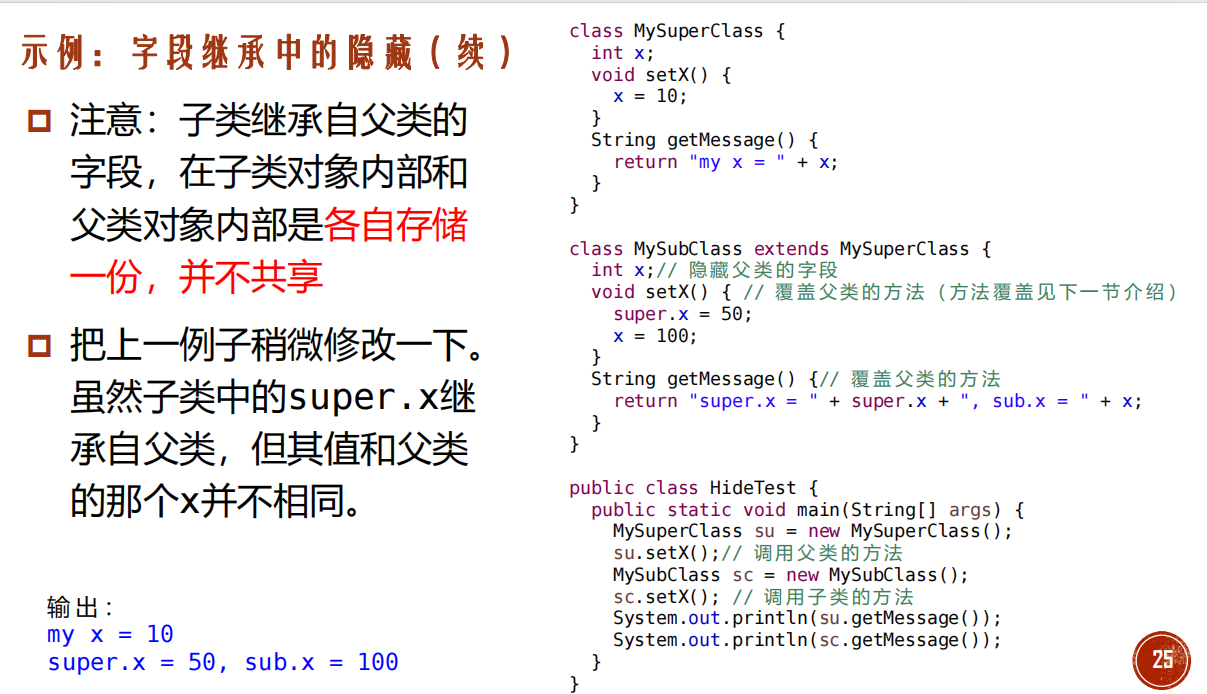 示例：字段继承中的隐藏（续）
注意：子类继承自父类的
字段，在子类对象内部和
父类对象内部是各自存储
一份，并不共享
把上一例子稍微修改一下。
虽然子类中的super.x继
承自父类，但其值和父类
的那个x并不相同。
输出：
my x = 10
super.x = 50, sub.x = 100
class MySuperClass {
int x;
void setX() {
x = 10;
}
String getMessage() {
return "my x = " + x;
}
}
class MySubClass extends MySuperClass {
int x;// 隐藏父类的字段
void setX() { // 覆盖父类的方法（方法覆盖见下一节介绍）
super.x = 50;
x = 100;
}
String getMessage() {// 覆盖父类的方法
return "super.x = " + super.x + ", sub.x = " + x;
}
}
public class HideTest {
public static void main(String[] args) {
MySuperClass su = new MySuperClass();
su.setX();// 调用父类的方法
MySubClass sc = new MySubClass();
sc.setX(); // 调用子类的方法
System.out.println(su.getMessage());
System.out.println(sc.getMessage());
}
}
25